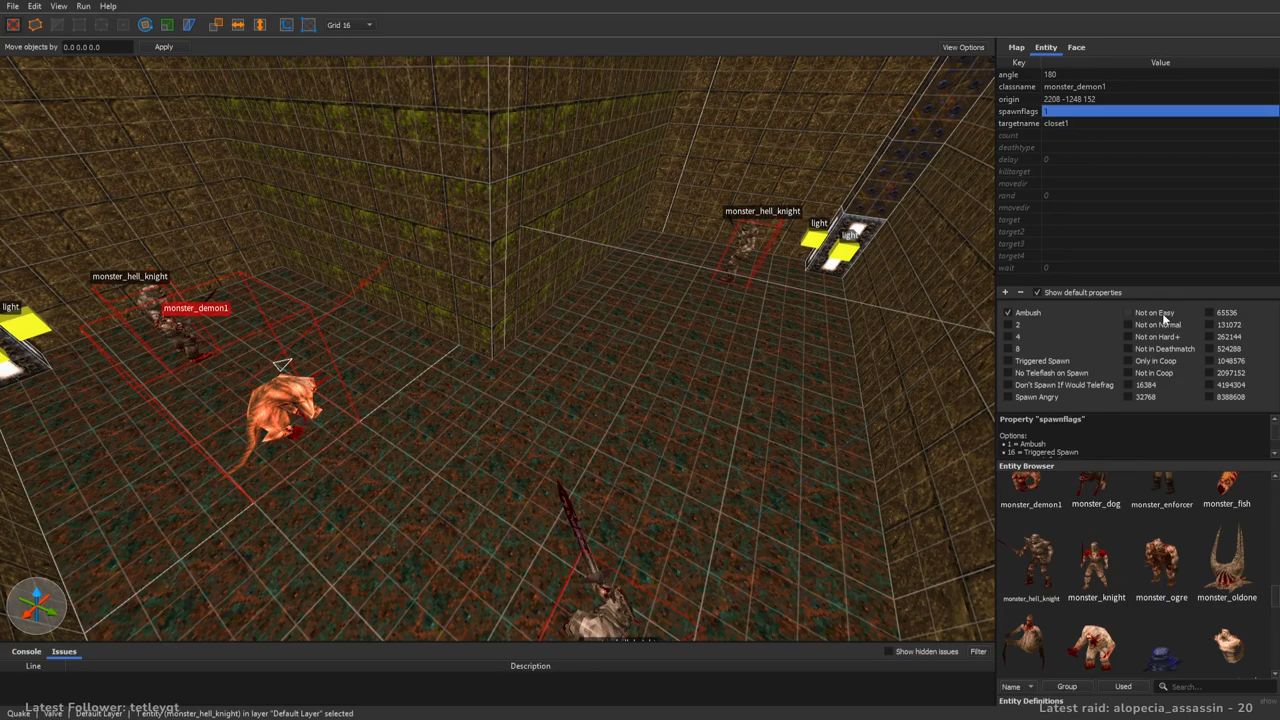 File Edit View Run Help
Grid 16
Move objects by 0.0 0.0 0.0 Apply View Options
Map Entity Face
Key Value
angle 180
classname monster_demon1
origin 2208 -1248 152
spawnflags 1
targetname closet1
count
deathtype
delay 0
killtarget
movedir
rand 0
rmovedir
target
target2
target3
target4
wait 0
+ − Show default properties
Ambush Not on Easy 65536
2 Not on Normal 131072
4 Not on Hard+ 262144
8 Not in Deathmatch 524288
Triggered Spawn Only in Coop 1048576
No Teleflash on Spawn Not in Coop 2097152
Don't Spawn If Would Telefrag 16384 4194304
Spawn Angry 32768 8388608
Property "spawnflags"
Options:
• 1 = Ambush
• 16 = Triggered Spawn
Entity Browser
monster_demon1 monster_dog monster_enforcer monster_fish
monster_hell_knight monster_knight monster_ogre monster_oldone
Name Group Used Search...
Entity Definitions show
monster_hell_knight
light
light
monster_hell_knight
monster_demon1
light
Console Issues Show hidden issues Filter
Line Description
Latest Follower: tetleygt
Latest raid: alopecia_assassin - 20
Quake Valve Default Layer 1 entity (monster_hell_knight) in layer "Default Layer" selected